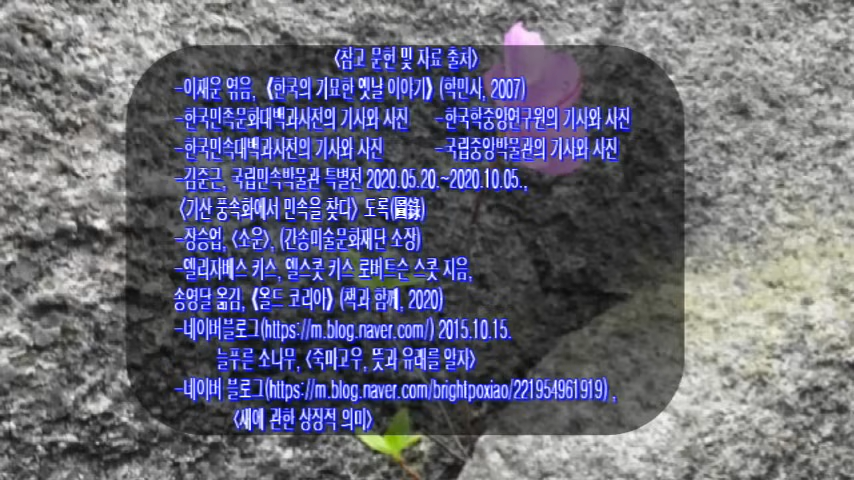 〈참고 문헌 및 자료 출처〉
-이재운 엮음, 《한국의 기묘한 옛날 이야기》 (학민사, 2007)
-한국민족문화대백과사전의 기사와 사진 -한국학중앙연구원의 기사와 사진
-한국민속대백과사전의 기사와 사진 -국립중앙박물관의 기사와 사진
-김준근, 국립민속박물관 특별전 2020.05.20.~2020.10.05.,
〈기산 풍속화에서 민속을 찾다〉 도록(圖錄)
-장승업, 〈소운〉, (간송미술문화재단 소장)
-엘리자베스 키스, 엘스콧 키스 로버트슨 스콧 지음,
송영달 옮김, 《올드 코리아》 (책과 함께, 2020)
-네이버블로그(https://m.blog.naver.com/) 2015.10.15.
늘푸른 소나무, 〈죽마고우, 뜻과 유래를 알자〉
-네이버 블로그(https://m.blog.naver.com/brightpoxiao/221954961919) ,
〈새에 관한 상징적 의미〉